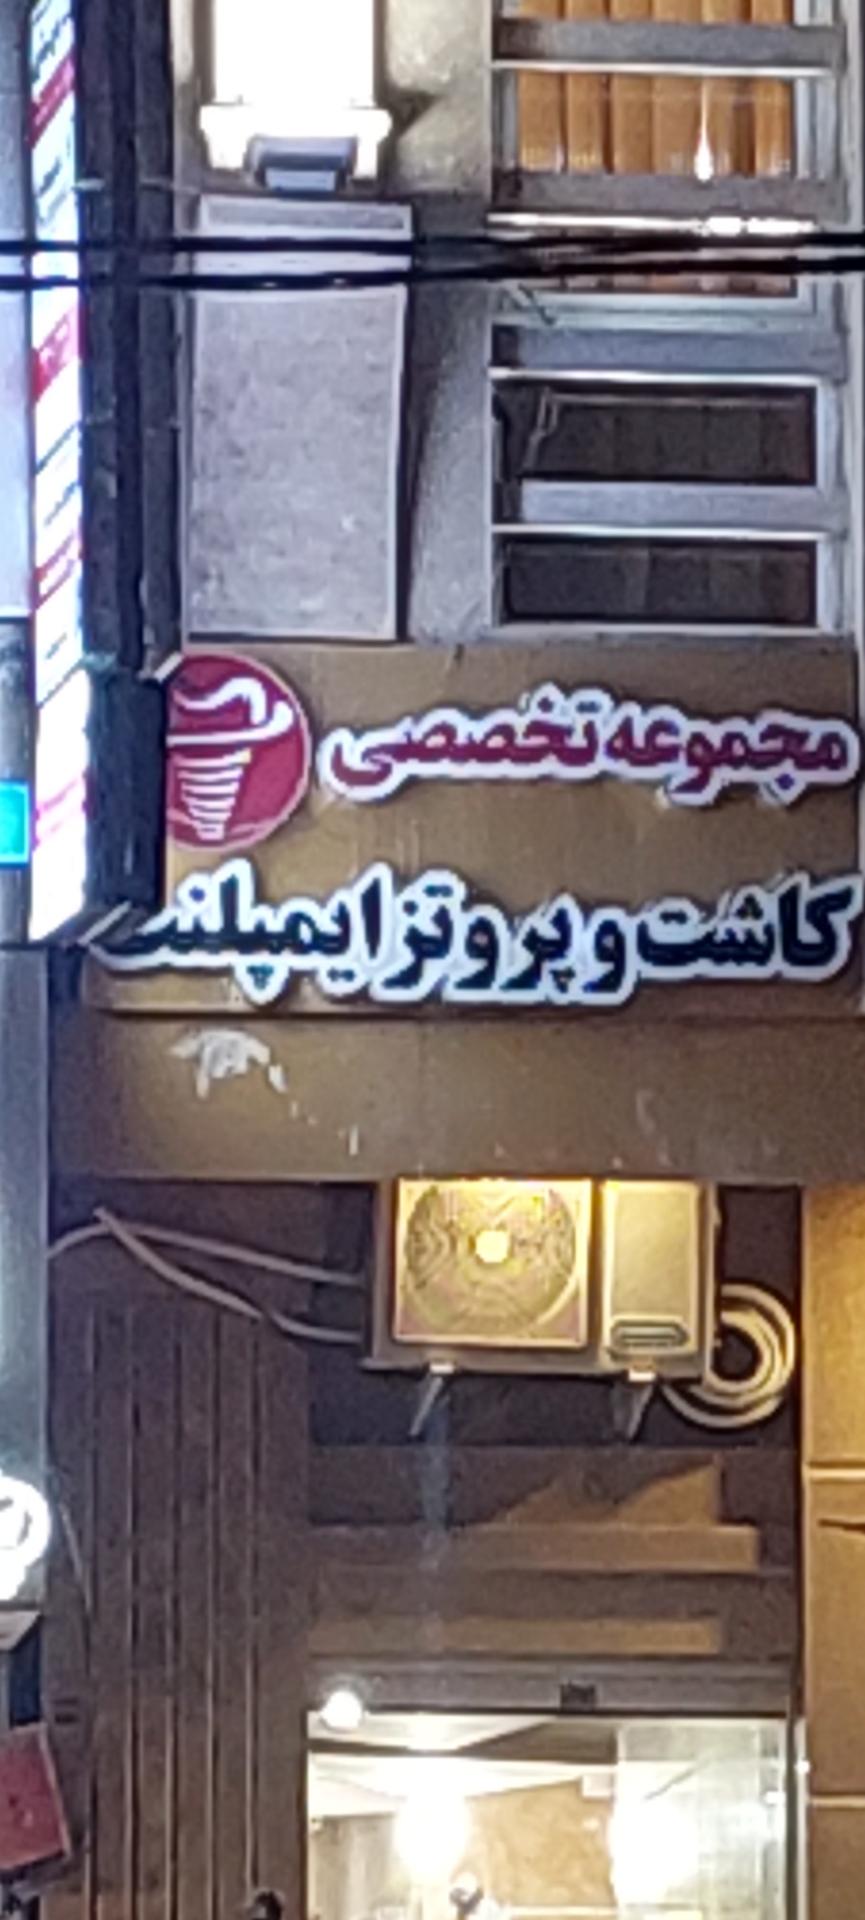 مجموعه تخصصی
کاشت و پروتز ایمپلنت